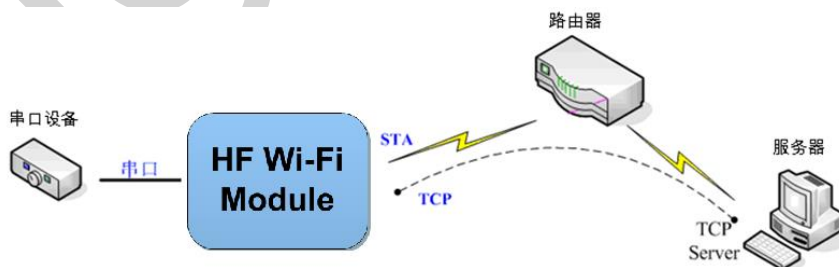 路由器
串口设备
串口
HF Wi-Fi
Module
STA
TCP
服务器
TCP
Server